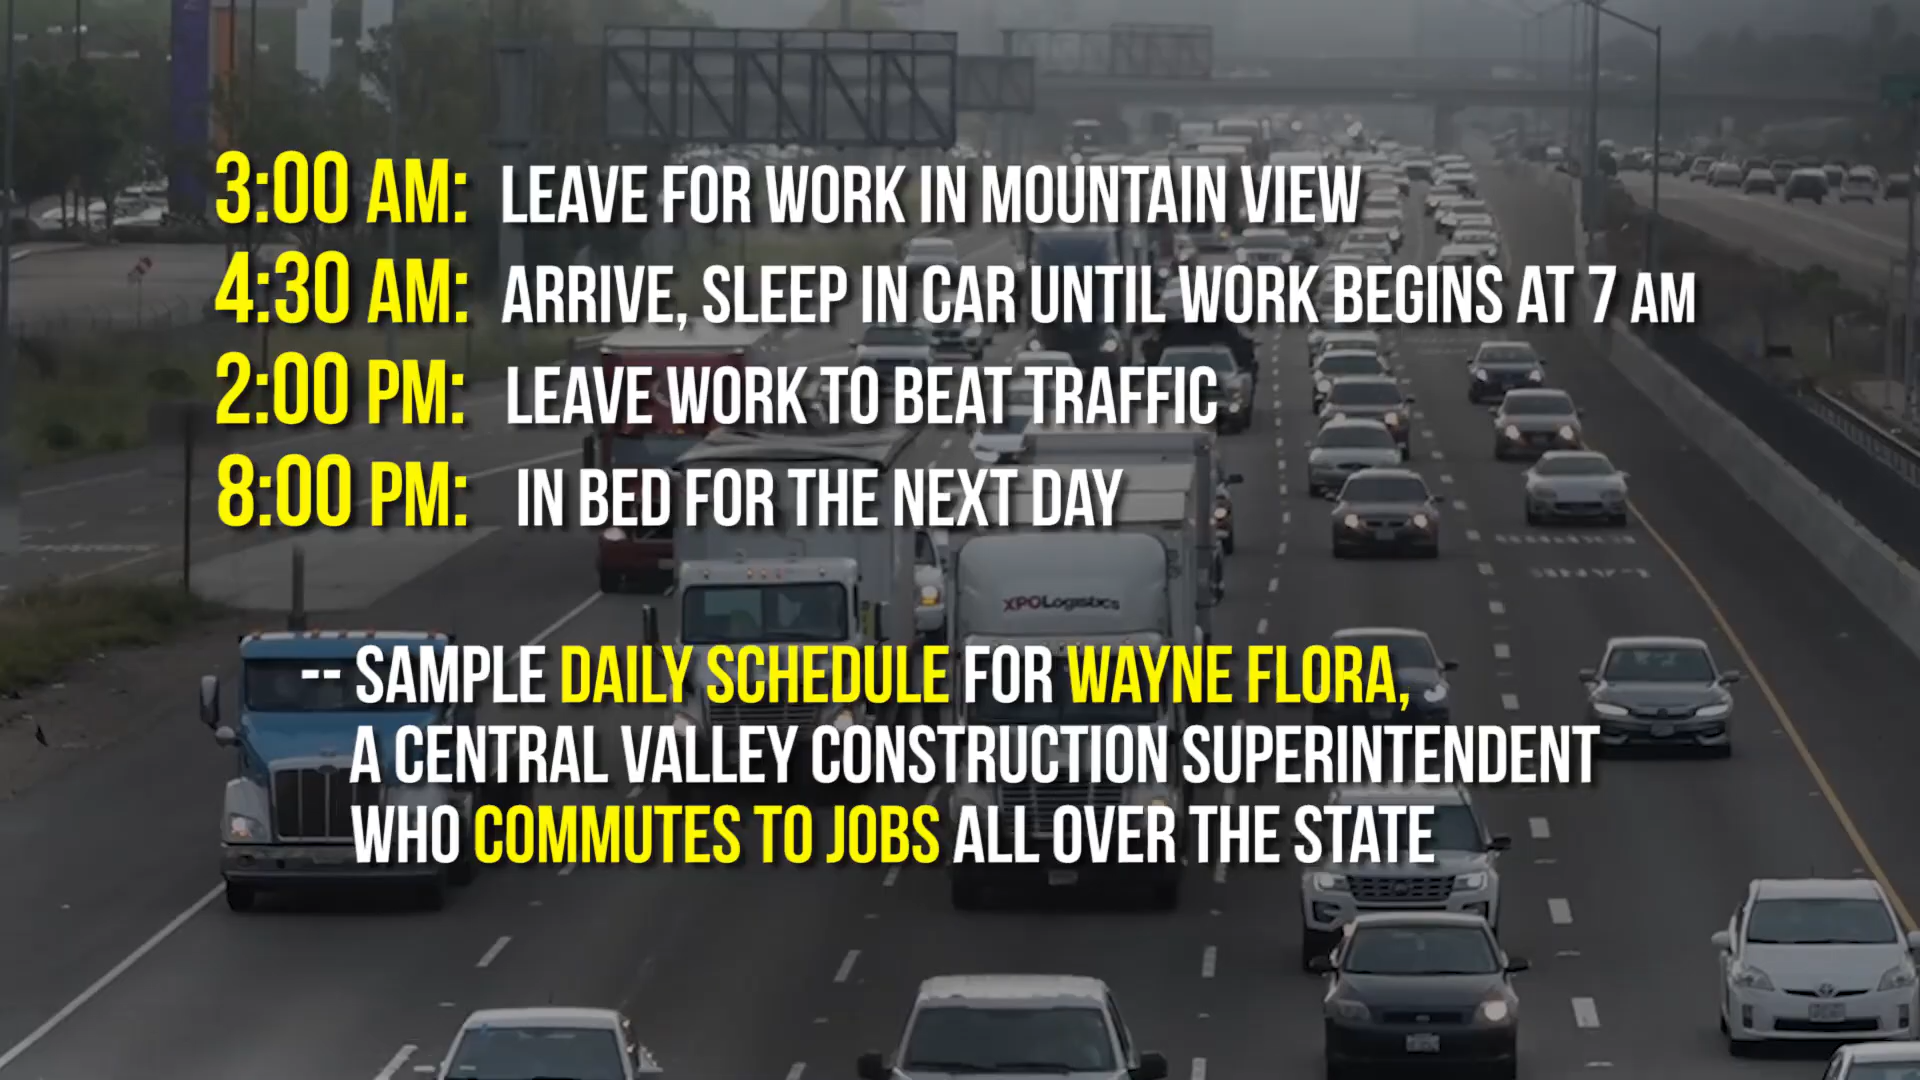 3:00 AM: LEAVE FOR WORK IN MOUNTAIN VIEW
4:30 AM: ARRIVE, SLEEP IN CAR UNTIL WORK BEGINS AT 7 AM
2:00 PM: LEAVE WORK TO BEAT TRAFFIC
8:00 PM: IN BED FOR THE NEXT DAY
XPOLogistics
-- SAMPLE DAILY SCHEDULE FOR WAYNE FLORA,
A CENTRAL VALLEY CONSTRUCTION SUPERINTENDENT
WHO COMMUTES TO JOBS ALL OVER THE STATE